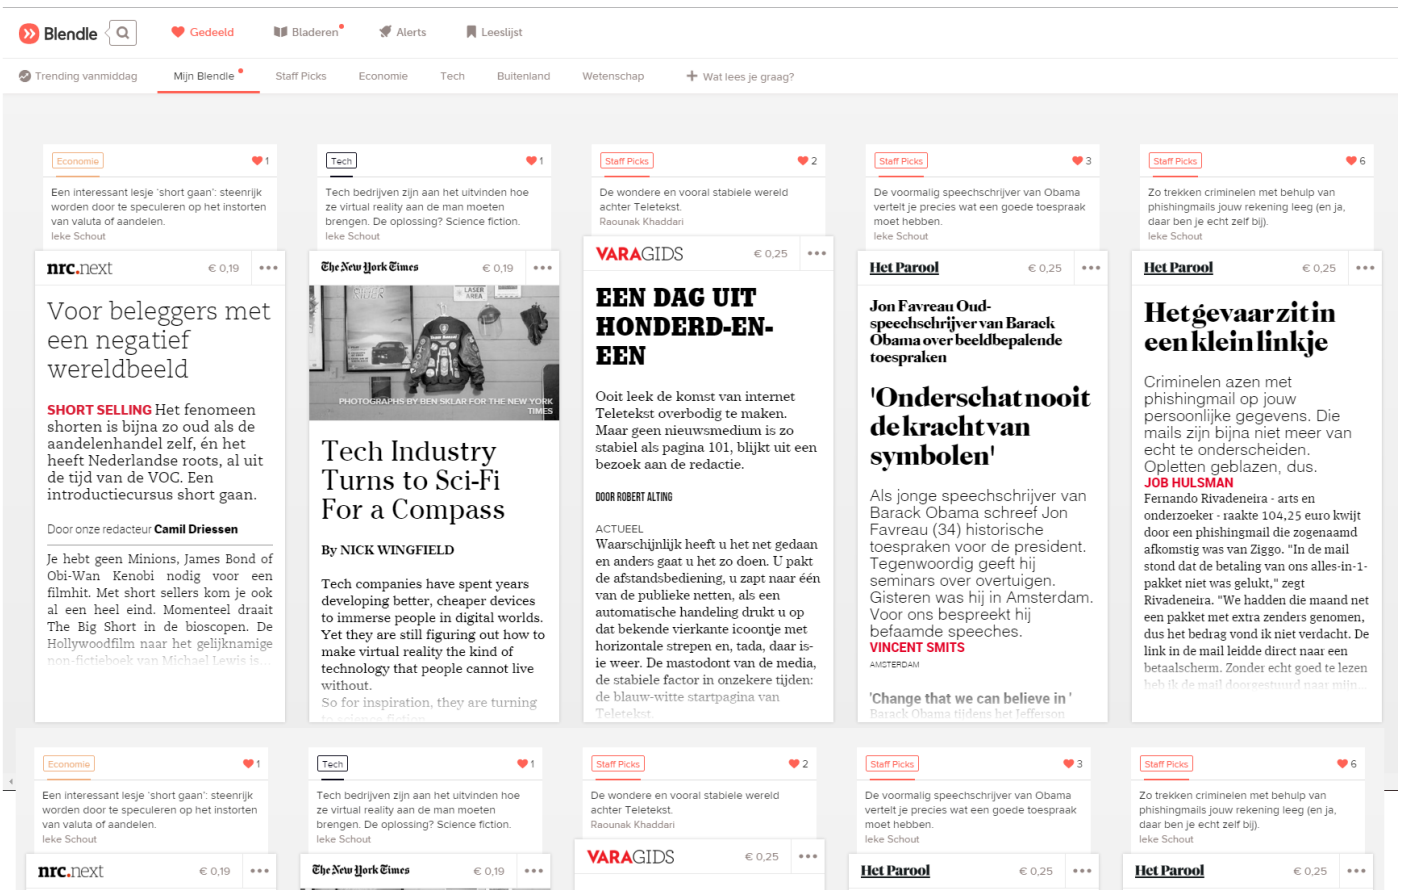 Blendle
Gedeeld
Bladeren
Alerts
Leeslijst
Trending vanmiddag
Mijn Blendle
Staff Picks
Economie
Tech
Buitenland
Wetenschap
Wat lees je graag?
Economie
1
Een interessant lesje 'short gaan': steenrijk
worden door te speculeren op het instorten
van valuta of aandelen.
Ieke Schout
nrc.next
€ 0,19
Voor beleggers met
een negatief
wereldbeeld
SHORT SELLING Het fenomeen
shorten is bijna zo oud als de
aandelenhandel zelf, én het
heeft Nederlandse roots, al uit
de tijd van de VOC. Een
introductiecursus short gaan.
Door onze redacteur Camil Driessen
Je hebt geen Minions, James Bond of
Obi-Wan Kenobi nodig voor een
filmhit. Met short sellers kom je ook
al een heel eind. Momenteel draait
The Big Short in de bioscopen. De
Hollywoodfilm naar het gelijknamige
non-fictieboek van Michael Lewis is...
Tech
1
Tech bedrijven zijn aan het uitvinden hoe
ze virtual reality aan de man moeten
brengen. De oplossing? Science fiction.
Ieke Schout
The New York Times
€ 0,19
LASER
AREA
PHOTOGRAPHS BY BEN SKLAR FOR THE NEW YORK
TIMES
Tech Industry
Turns to Sci-Fi
For a Compass
By NICK WINGFIELD
Tech companies have spent years
developing better, cheaper devices
to immerse people in digital worlds.
Yet they are still figuring out how to
make virtual reality the kind of
technology that people cannot live
without.
So for inspiration, they are turning
to science fiction.
Staff Picks
2
De wondere en vooral stabiele wereld
achter Teletekst.
Raounak Khaddari
VARAGIDS
€ 0,25
EEN DAG UIT
HONDERD-EN-
EEN
Ooit leek de komst van internet
Teletekst overbodig te maken.
Maar geen nieuwsmedium is zo
stabiel als pagina 101, blijkt uit een
bezoek aan de redactie.
DOOR ROBERT ALTING
ACTUEEL
Waarschijnlijk heeft u het net gedaan
en anders gaat u het zo doen. U pakt
de afstandsbediening, u zapt naar één
van de publieke netten, als een
automatische handeling drukt u op
dat bekende vierkante icoontje met
horizontale strepen en, tada, daar is-
ie weer. De mastodont van de media,
de stabiele factor in onzekere tijden:
de blauw-witte startpagina van
Teletekst.
Staff Picks
3
De voormalig speechschrijver van Obama
vertelt je precies wat een goede toespraak
moet hebben.
Ieke Schout
Het Parool
€ 0,25
Jon Favreau Oud-
speechschrijver van Barack
Obama over beeldbepalende
toespraken
'Onderschat nooit
de kracht van
symbolen'
Als jonge speechschrijver van
Barack Obama schreef Jon
Favreau (34) historische
toespraken voor de president.
Tegenwoordig geeft hij
seminars over overtuigen.
Gisteren was hij in Amsterdam.
Voor ons bespreekt hij
befaamde speeches.
VINCENT SMITS
AMSTERDAM
'Change that we can believe in '
Barack Obama tijdens het Jefferson
Staff Picks
6
Zo trekken criminelen met behulp van
phishingmails jouw rekening leeg (en ja,
daar ben je echt zelf bij).
Ieke Schout
Het Parool
€ 0,25
Het gevaar zit in
een klein linkje
Criminelen azen met
phishingmail op jouw
persoonlijke gegevens. Die
mails zijn bijna niet meer van
echt te onderscheiden.
Opletten geblazen, dus.
JOB HULSMAN
Fernando Rivadeneira - arts en
onderzoeker - raakte 104,25 euro kwijt
door een phishingmail die zogenaamd
afkomstig was van Ziggo. "In de mail
stond dat de betaling van ons alles-in-1-
pakket niet was gelukt," zegt
Rivadeneira. "We hadden die maand net
een pakket met extra zenders genomen,
dus het bedrag vond ik niet verdacht. De
link in de mail leidde direct naar een
betaalscherm. Zonder echt goed te lezen
heb ik de mail doorgestuurd naar mijn...
Economie
1
Een interessant lesje 'short gaan': steenrijk
worden door te speculeren op het instorten
van valuta of aandelen.
Ieke Schout
nrc.next
€ 0,19
Tech
1
Tech bedrijven zijn aan het uitvinden hoe
ze virtual reality aan de man moeten
brengen. De oplossing? Science fiction.
Ieke Schout
The New York Times
€ 0,19
Staff Picks
2
De wondere en vooral stabiele wereld
achter Teletekst.
Raounak Khaddari
VARAGIDS
€ 0,25
Staff Picks
3
De voormalig speechschrijver van Obama
vertelt je precies wat een goede toespraak
moet hebben.
Ieke Schout
Het Parool
€ 0,25
Staff Picks
6
Zo trekken criminelen met behulp van
phishingmails jouw rekening leeg (en ja,
daar ben je echt zelf bij).
Ieke Schout
Het Parool
€ 0,25